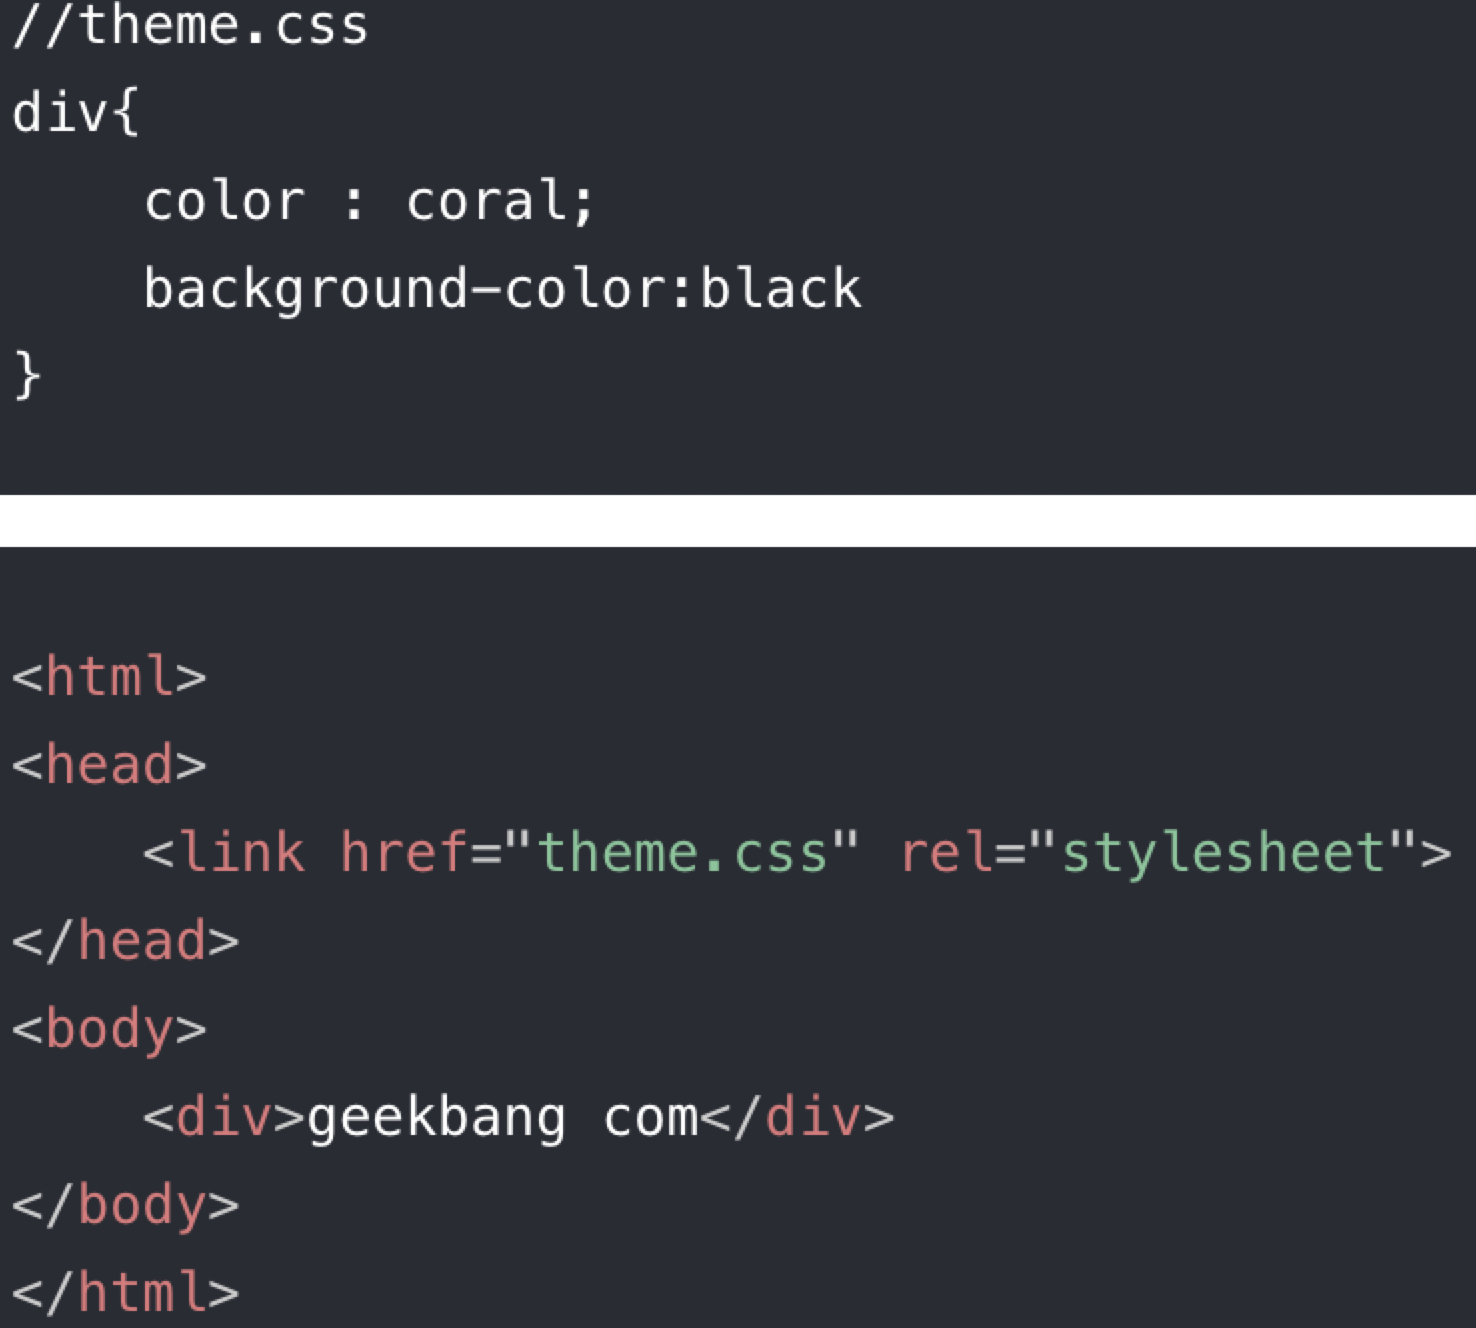 //theme.css
div{
    color : coral;
    background-color:black
}
<html>
<head>
    <link href="theme.css" rel="stylesheet">
</head>
<body>
    <div>geekbang com</div>
</body>
</html>